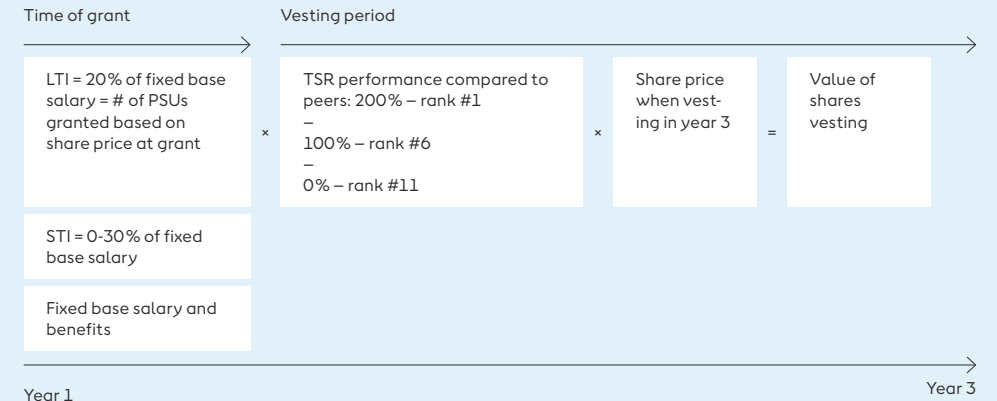 Time of grant
Vesting period
LTI = 20% of fixed base
salary = # of PSUs
granted based on
share price at grant
×
TSR performance compared to
peers: 200% – rank #1
–
100% – rank #6
–
0% – rank #11
×
Share price
when vest-
ing in year 3
=
Value of
shares
vesting
STI = 0-30% of fixed
base salary
Fixed base salary and
benefits
Year 1
Year 3